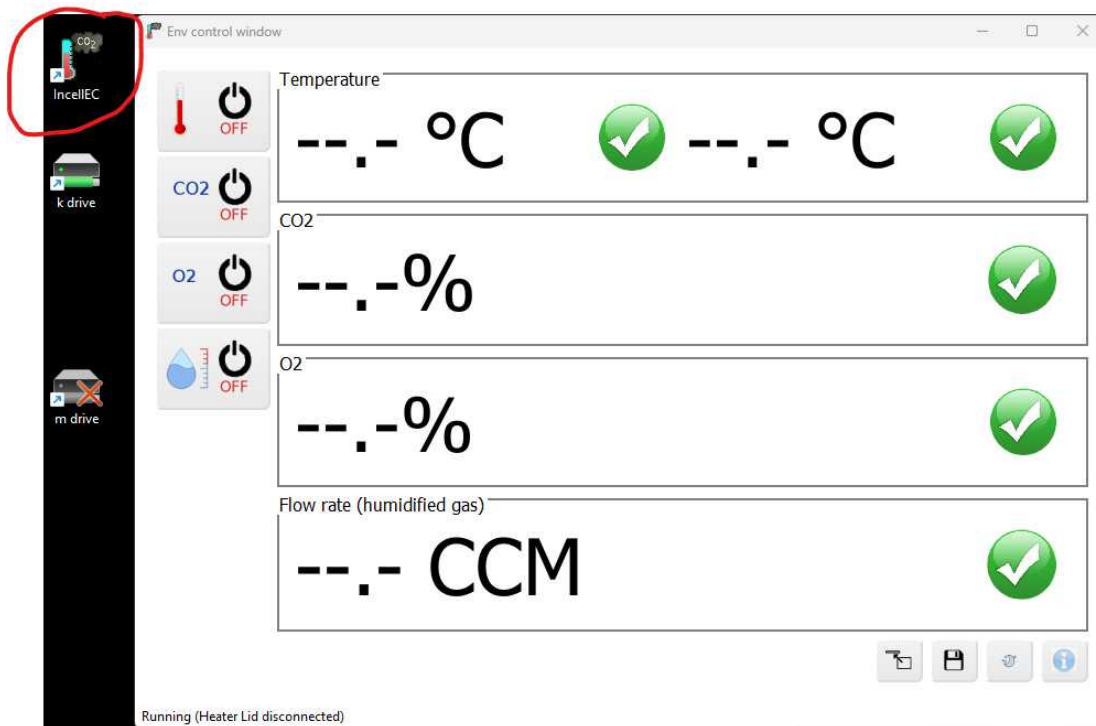 CO2
IncellEC
k drive
m drive
Env control window
OFF
CO2
OFF
O2
OFF
OFF
Temperature
--.- °C --.- °C
CO2
--.-%
O2
--.-%
Flow rate (humidified gas)
--.- CCM
Running (Heater Lid disconnected)